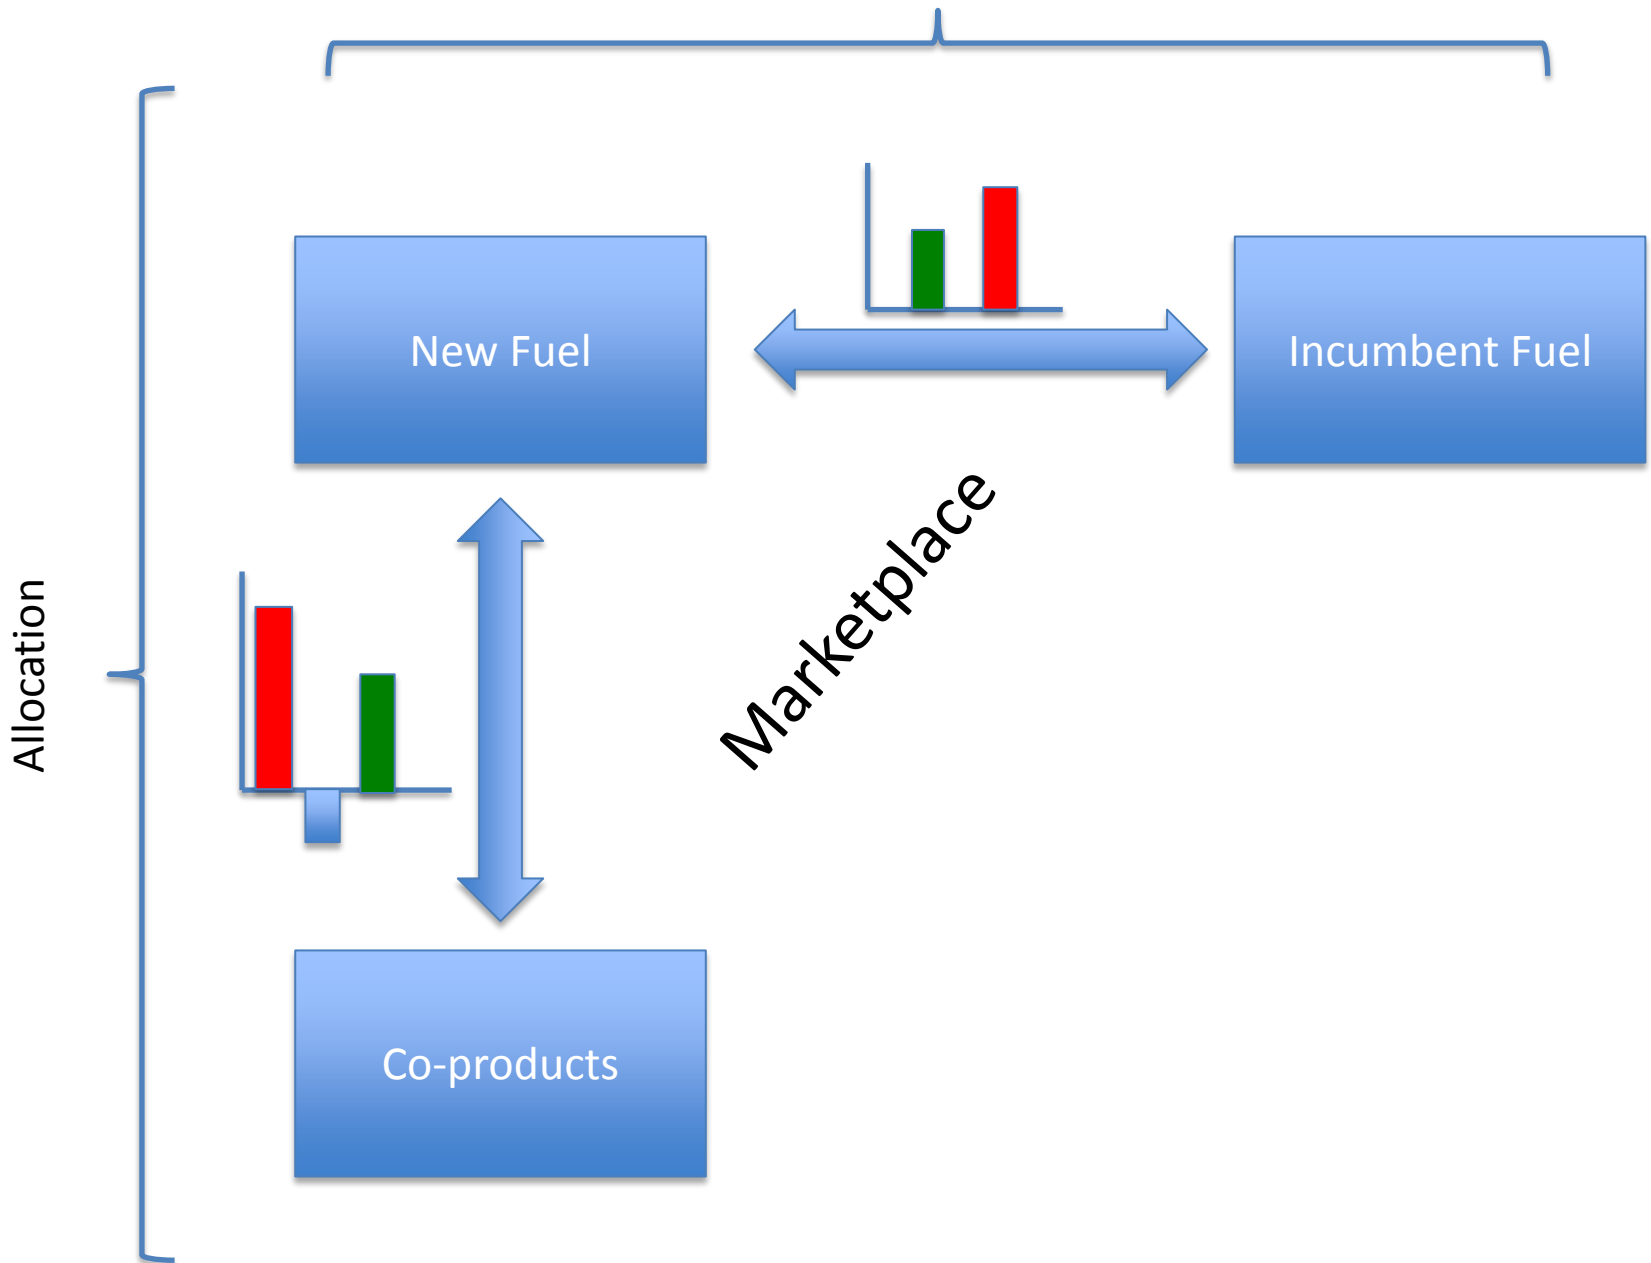 New Fuel
Incumbent Fuel
Allocation
Marketplace
Co-products